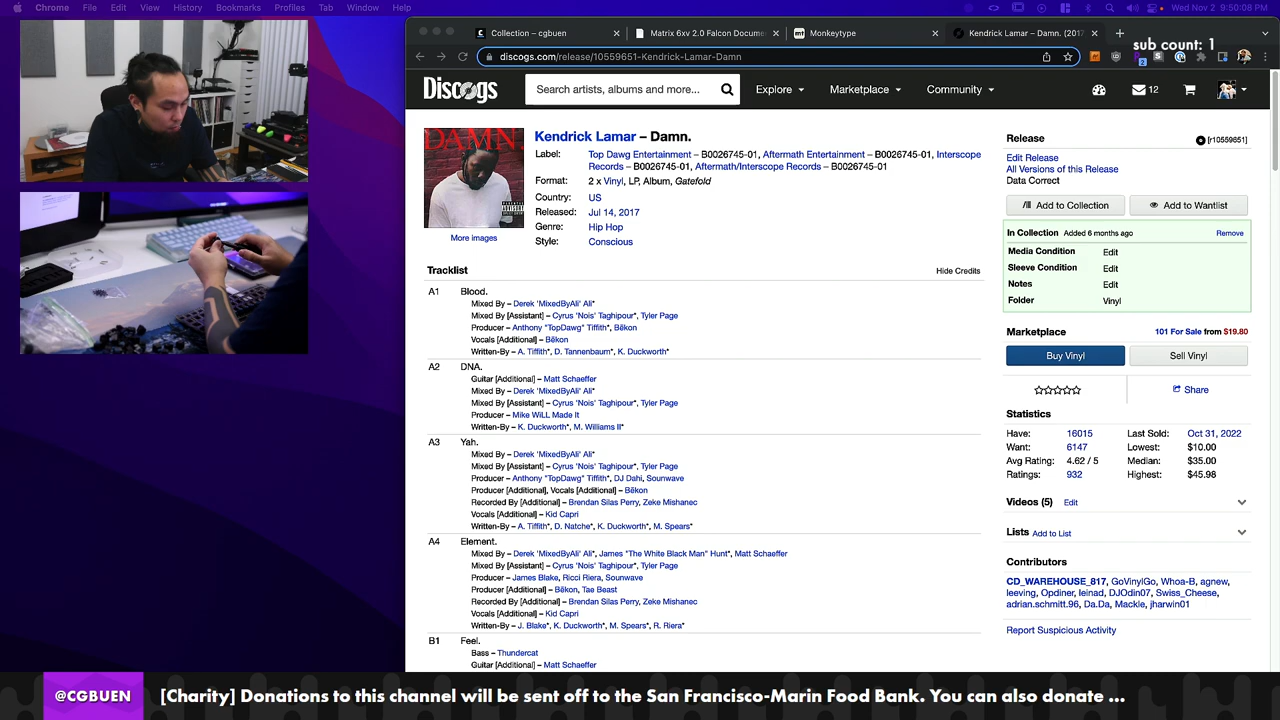 Chrome File Edit View History Bookmarks Profiles Tab Window Help Wed Nov 2 9:50:08 PM
Collection – cgbuen Matrix 6xv 2.0 Falcon Docume Monkeytype Kendrick Lamar – Damn. (2017
sub count: 1
discogs.com/release/10559651-Kendrick-Lamar-Damn
Discogs Search artists, albums and more... Explore Marketplace Community 12
DAMN.
More images
Kendrick Lamar – Damn.
Label: Top Dawg Entertainment – B0026745-01, Aftermath Entertainment – B0026745-01, Interscope
Records – B0026745-01, Aftermath/Interscope Records – B0026745-01
Format: 2 x Vinyl, LP, Album, Gatefold
Country: US
Released: Jul 14, 2017
Genre: Hip Hop
Style: Conscious
Tracklist Hide Credits
A1 Blood.
Mixed By – Derek 'MixedByAli' Ali*
Mixed By [Assistant] – Cyrus 'Nois' Taghipour*, Tyler Page
Producer – Anthony "TopDawg" Tiffith*, Bēkon
Vocals [Additional] – Bēkon
Written-By – A. Tiffith*, D. Tannenbaum*, K. Duckworth*
A2 DNA.
Guitar [Additional] – Matt Schaeffer
Mixed By – Derek 'MixedByAli' Ali*
Mixed By [Assistant] – Cyrus 'Nois' Taghipour*, Tyler Page
Producer – Mike WiLL Made It
Written-By – K. Duckworth*, M. Williams II*
A3 Yah.
Mixed By – Derek 'MixedByAli' Ali*
Mixed By [Assistant] – Cyrus 'Nois' Taghipour*, Tyler Page
Producer – Anthony "TopDawg" Tiffith*, DJ Dahi, Sounwave
Producer [Additional], Vocals [Additional] – Bēkon
Recorded By [Additional] – Brendan Silas Perry, Zeke Mishanec
Vocals [Additional] – Kid Capri
Written-By – A. Tiffith*, D. Natche*, K. Duckworth*, M. Spears*
A4 Element.
Mixed By – Derek 'MixedByAli' Ali*, James "The White Black Man" Hunt*, Matt Schaeffer
Mixed By [Assistant] – Cyrus 'Nois' Taghipour*, Tyler Page
Producer – James Blake, Ricci Riera, Sounwave
Producer [Additional] – Bēkon, Tae Beast
Recorded By [Additional] – Brendan Silas Perry, Zeke Mishanec
Vocals [Additional] – Kid Capri
Written-By – J. Blake*, K. Duckworth*, M. Spears*, R. Riera*
B1 Feel.
Bass – Thundercat
Guitar [Additional] – Matt Schaeffer
Release [r10559651]
Edit Release
All Versions of this Release
Data Correct
Add to Collection Add to Wantlist
In Collection Added 6 months ago Remove
Media Condition Edit
Sleeve Condition Edit
Notes Edit
Folder Vinyl
Marketplace 101 For Sale from $19.80
Buy Vinyl Sell Vinyl
Share
Statistics
Have: 16015 Last Sold: Oct 31, 2022
Want: 6147 Lowest: $10.00
Avg Rating: 4.62 / 5 Median: $35.00
Ratings: 932 Highest: $45.98
Videos (5) Edit
Lists Add to List
Contributors
CD_WAREHOUSE_817, GoVinylGo, Whoa-B, agnew,
leeving, Opdiner, leinad, DJOdin07, Swiss_Cheese,
adrian.schmitt.96, Da.Da, Mackle, jharwin01
Report Suspicious Activity
@CGBUEN [Charity] Donations to this channel will be sent off to the San Francisco-Marin Food Bank. You can also donate ...